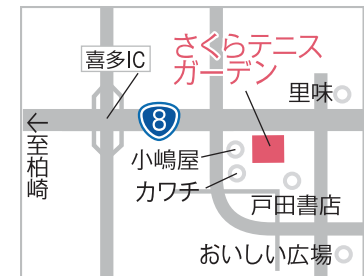 さくらテニス
ガーデン
喜多IC
里味
8
←至柏崎
小嶋屋
カワチ
戸田書店
おいしい広場